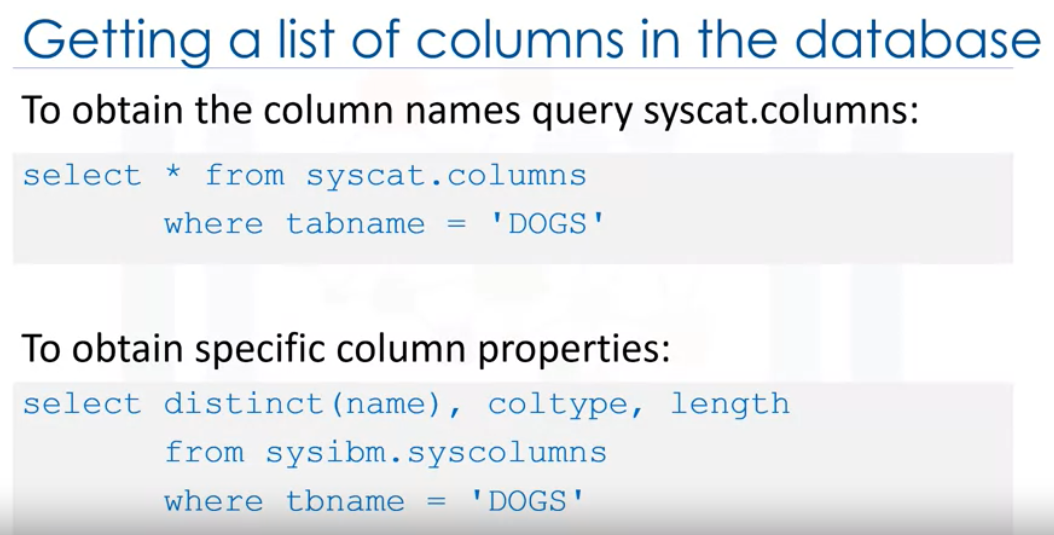 Getting a list of columns in the database
To obtain the column names query syscat.columns:
select * from syscat.columns
where tabname = 'DOGS'
To obtain specific column properties:
select distinct(name), coltype, length
from sysibm.syscolumns
where tbname = 'DOGS'